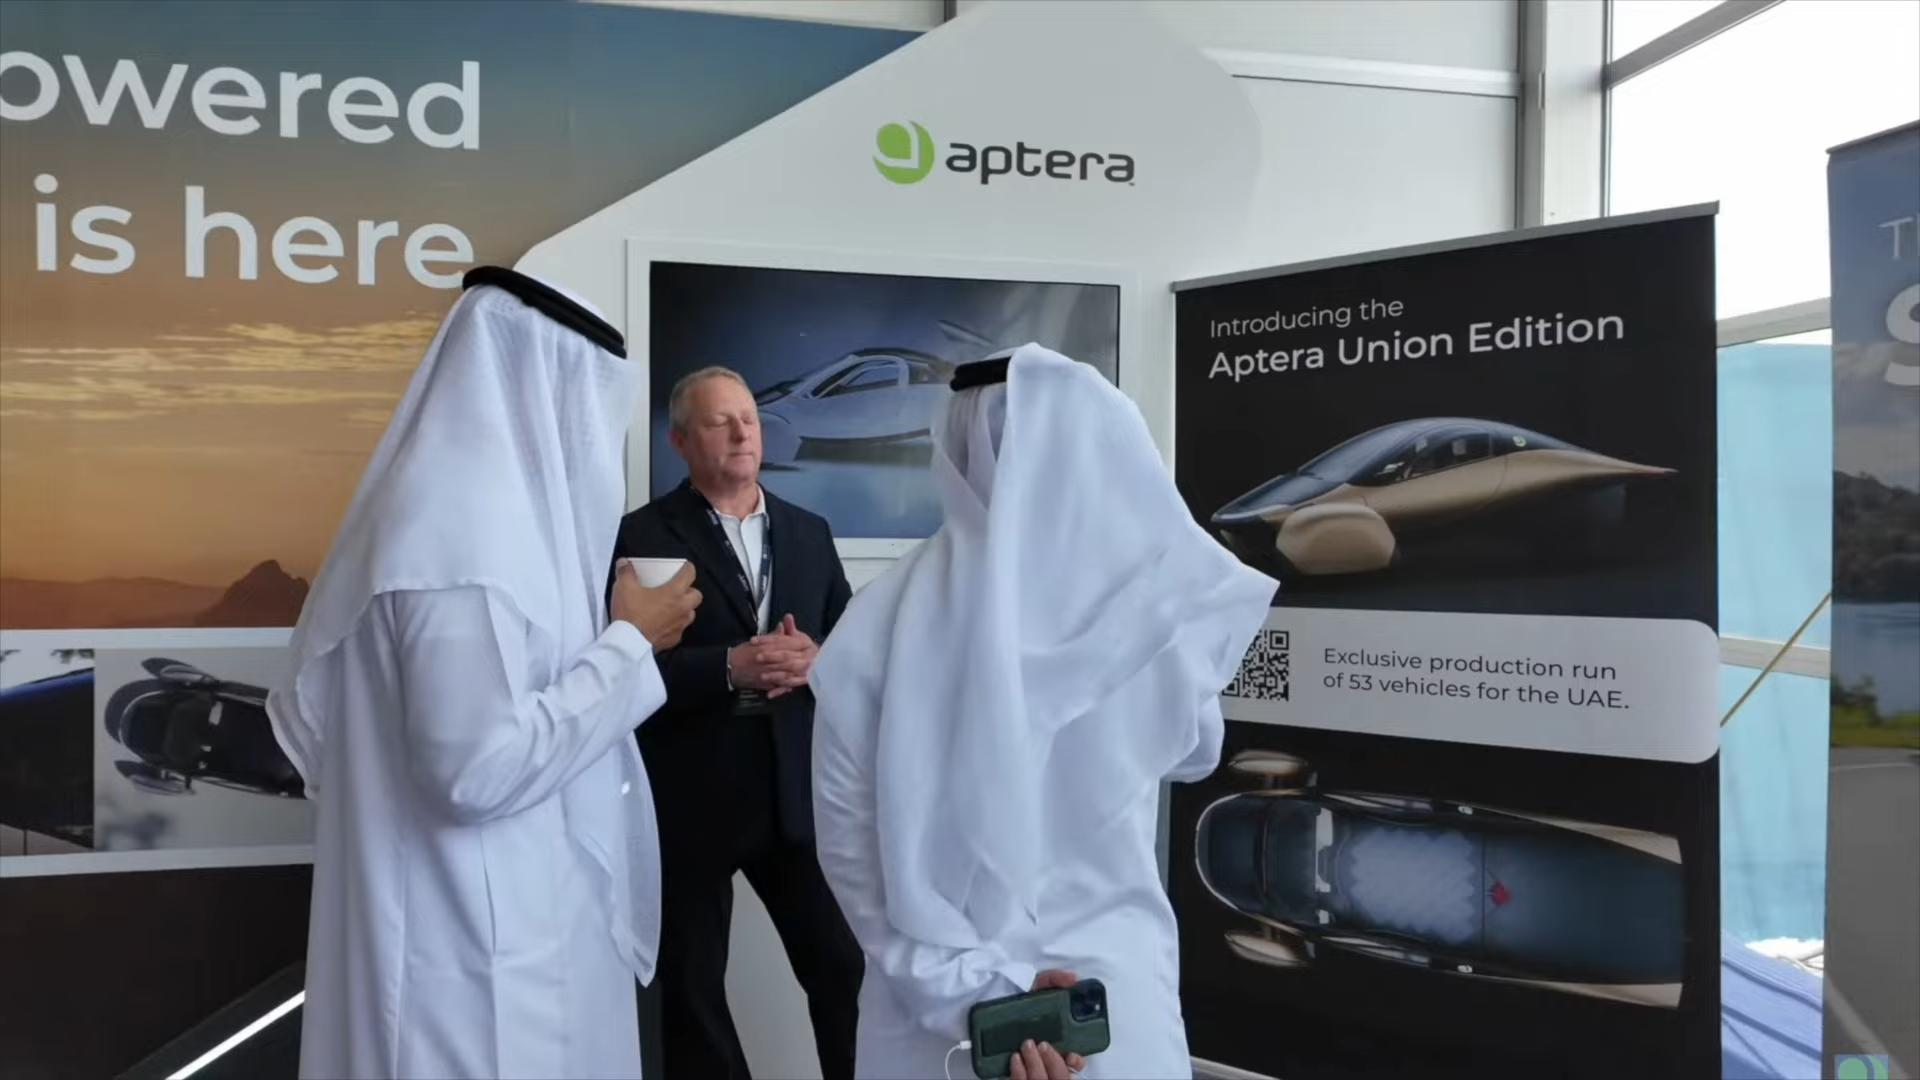 owered
is here
aptera
Introducing the
Aptera Union Edition
Exclusive production run
of 53 vehicles for the UAE.